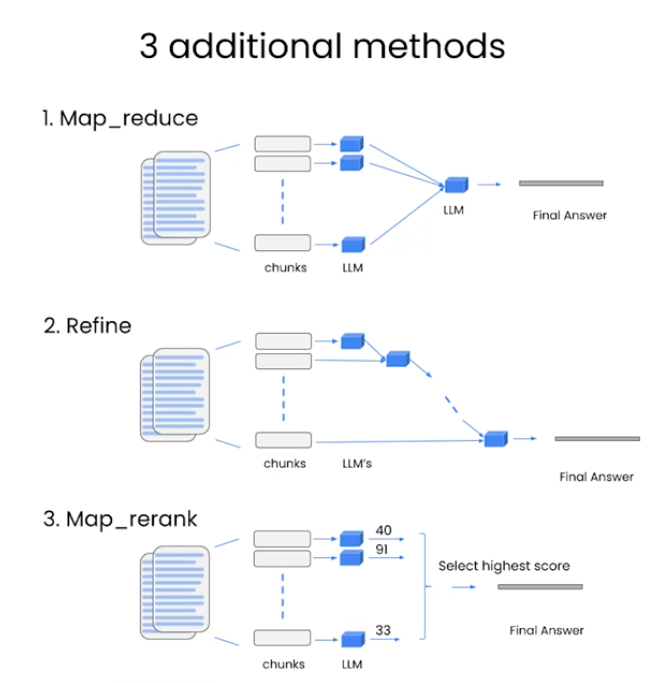 3 additional methods
1. Map_reduce
LLM
Final Answer
chunks
LLM
2. Refine
chunks
LLM's
Final Answer
3. Map_rerank
40
91
Select highest score
33
Final Answer
chunks
LLM